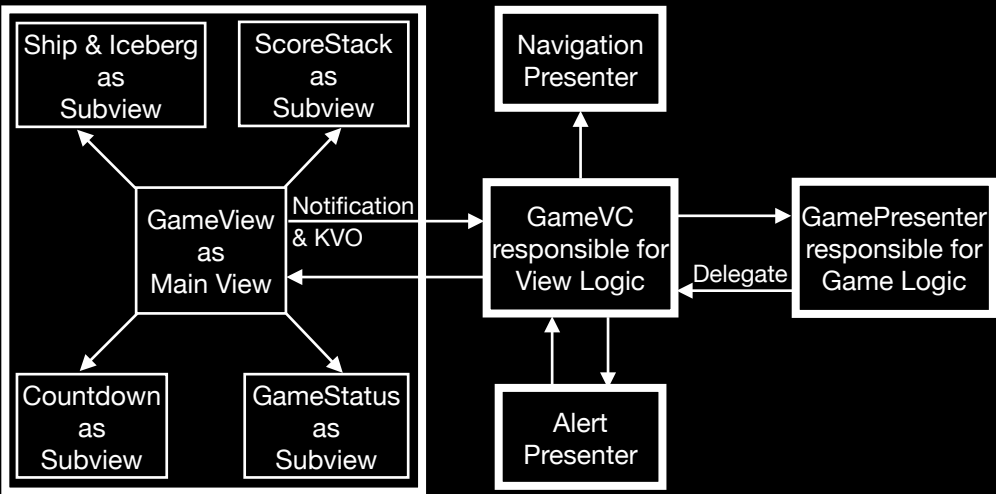 Ship & Iceberg
as
Subview
ScoreStack
as
Subview
Navigation
Presenter
GameView
as
Main View
Notification
& KVO
GameVC
responsible for
View Logic
GamePresenter
responsible for
Game Logic
Delegate
Countdown
as
Subview
GameStatus
as
Subview
Alert
Presenter